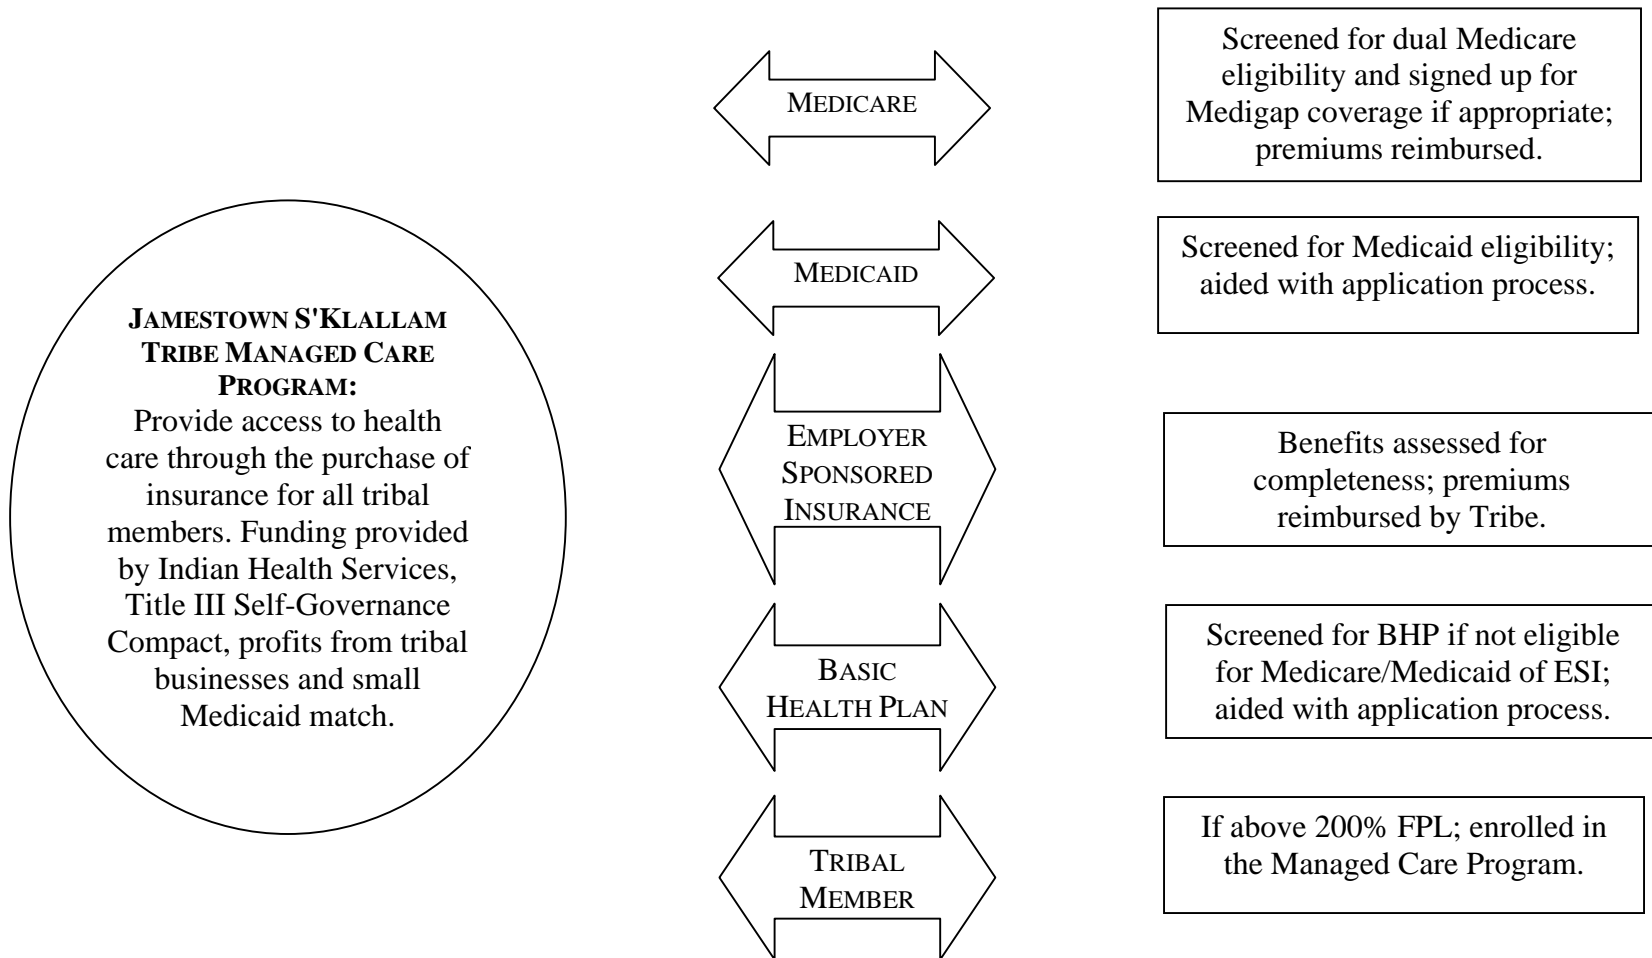 JAMESTOWN S'KLALLAM
TRIBE MANAGED CARE
PROGRAM:
Provide access to health
care through the purchase of
insurance for all tribal
members. Funding provided
by Indian Health Services,
Title III Self-Governance
Compact, profits from tribal
businesses and small
Medicaid match.
MEDICARE
Screened for dual Medicare
eligibility and signed up for
Medigap coverage if appropriate;
premiums reimbursed.
MEDICAID
Screened for Medicaid eligibility;
aided with application process.
EMPLOYER
SPONSORED
INSURANCE
Benefits assessed for
completeness; premiums
reimbursed by Tribe.
BASIC
HEALTH PLAN
Screened for BHP if not eligible
for Medicare/Medicaid of ESI;
aided with application process.
TRIBAL
MEMBER
If above 200% FPL; enrolled in
the Managed Care Program.